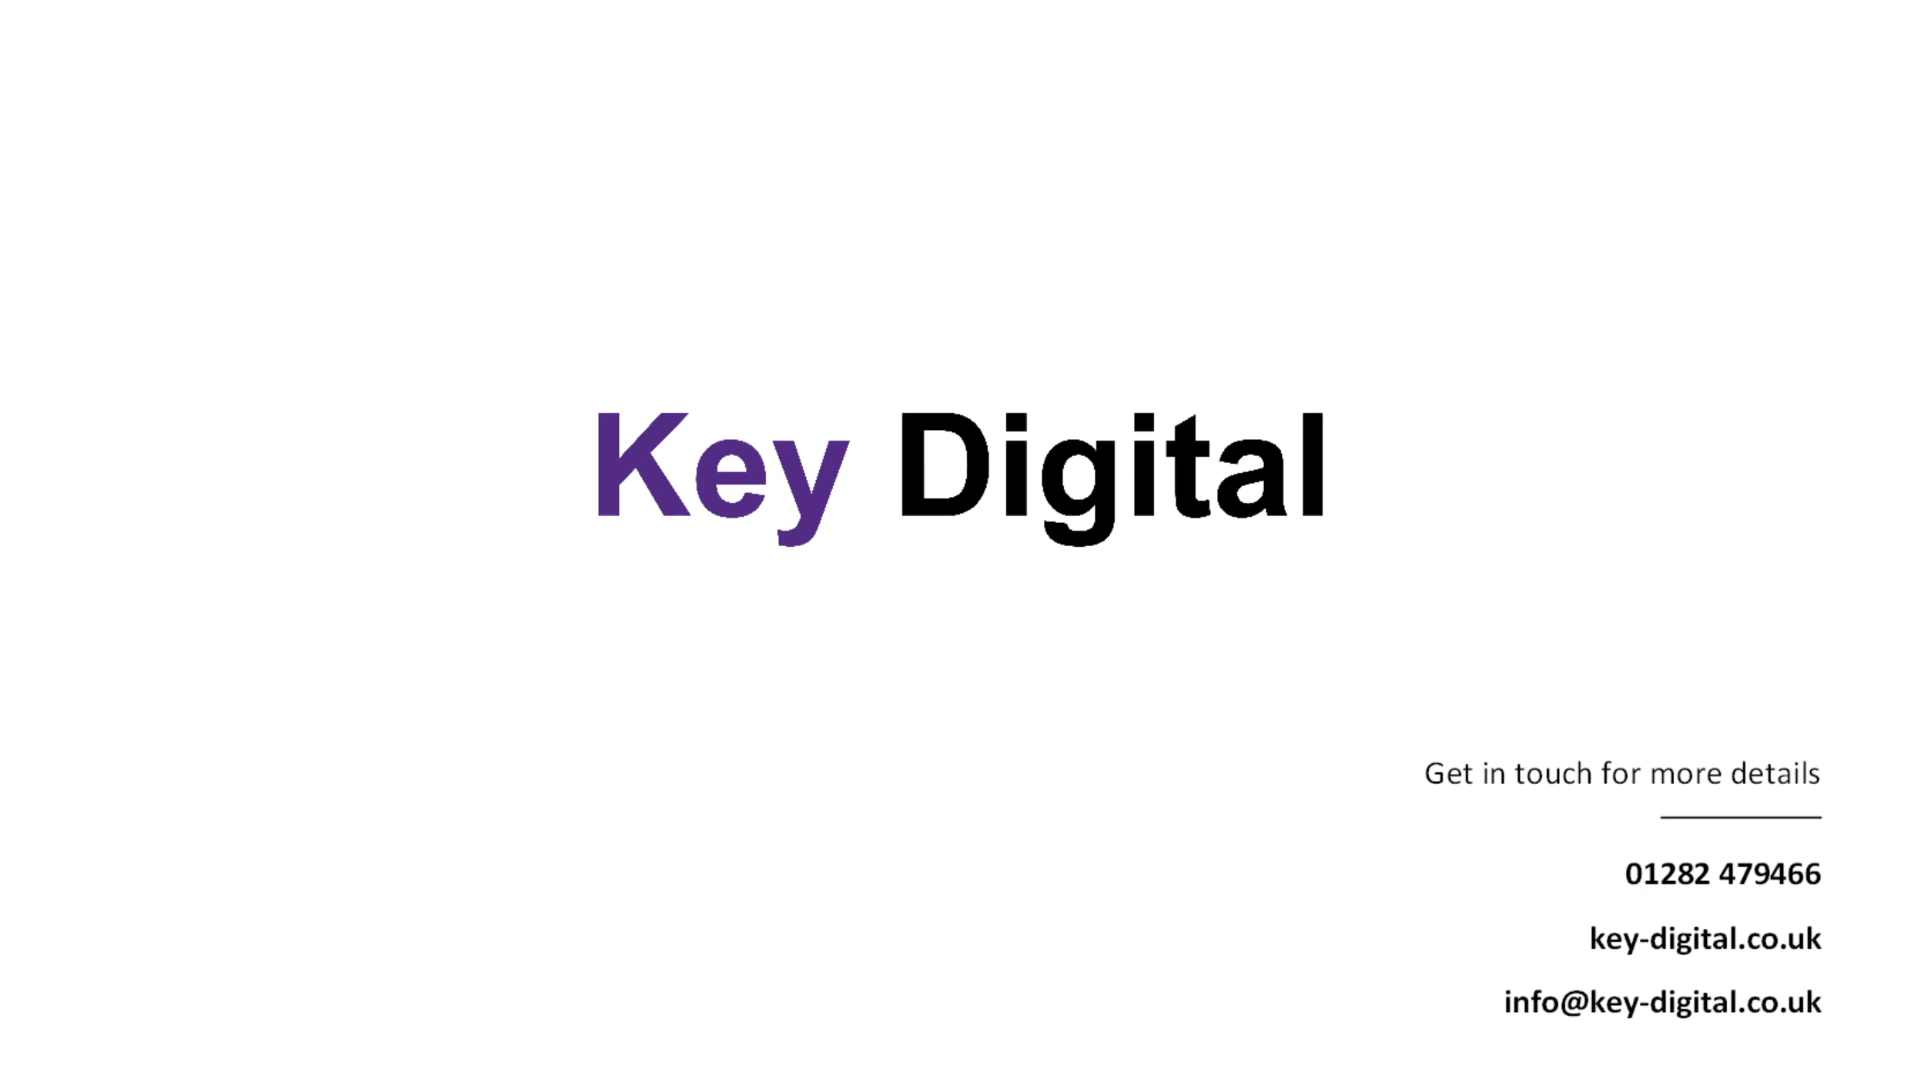 Key Digital
Get in touch for more details
01282 479466
key-digital.co.uk
info@key-digital.co.uk